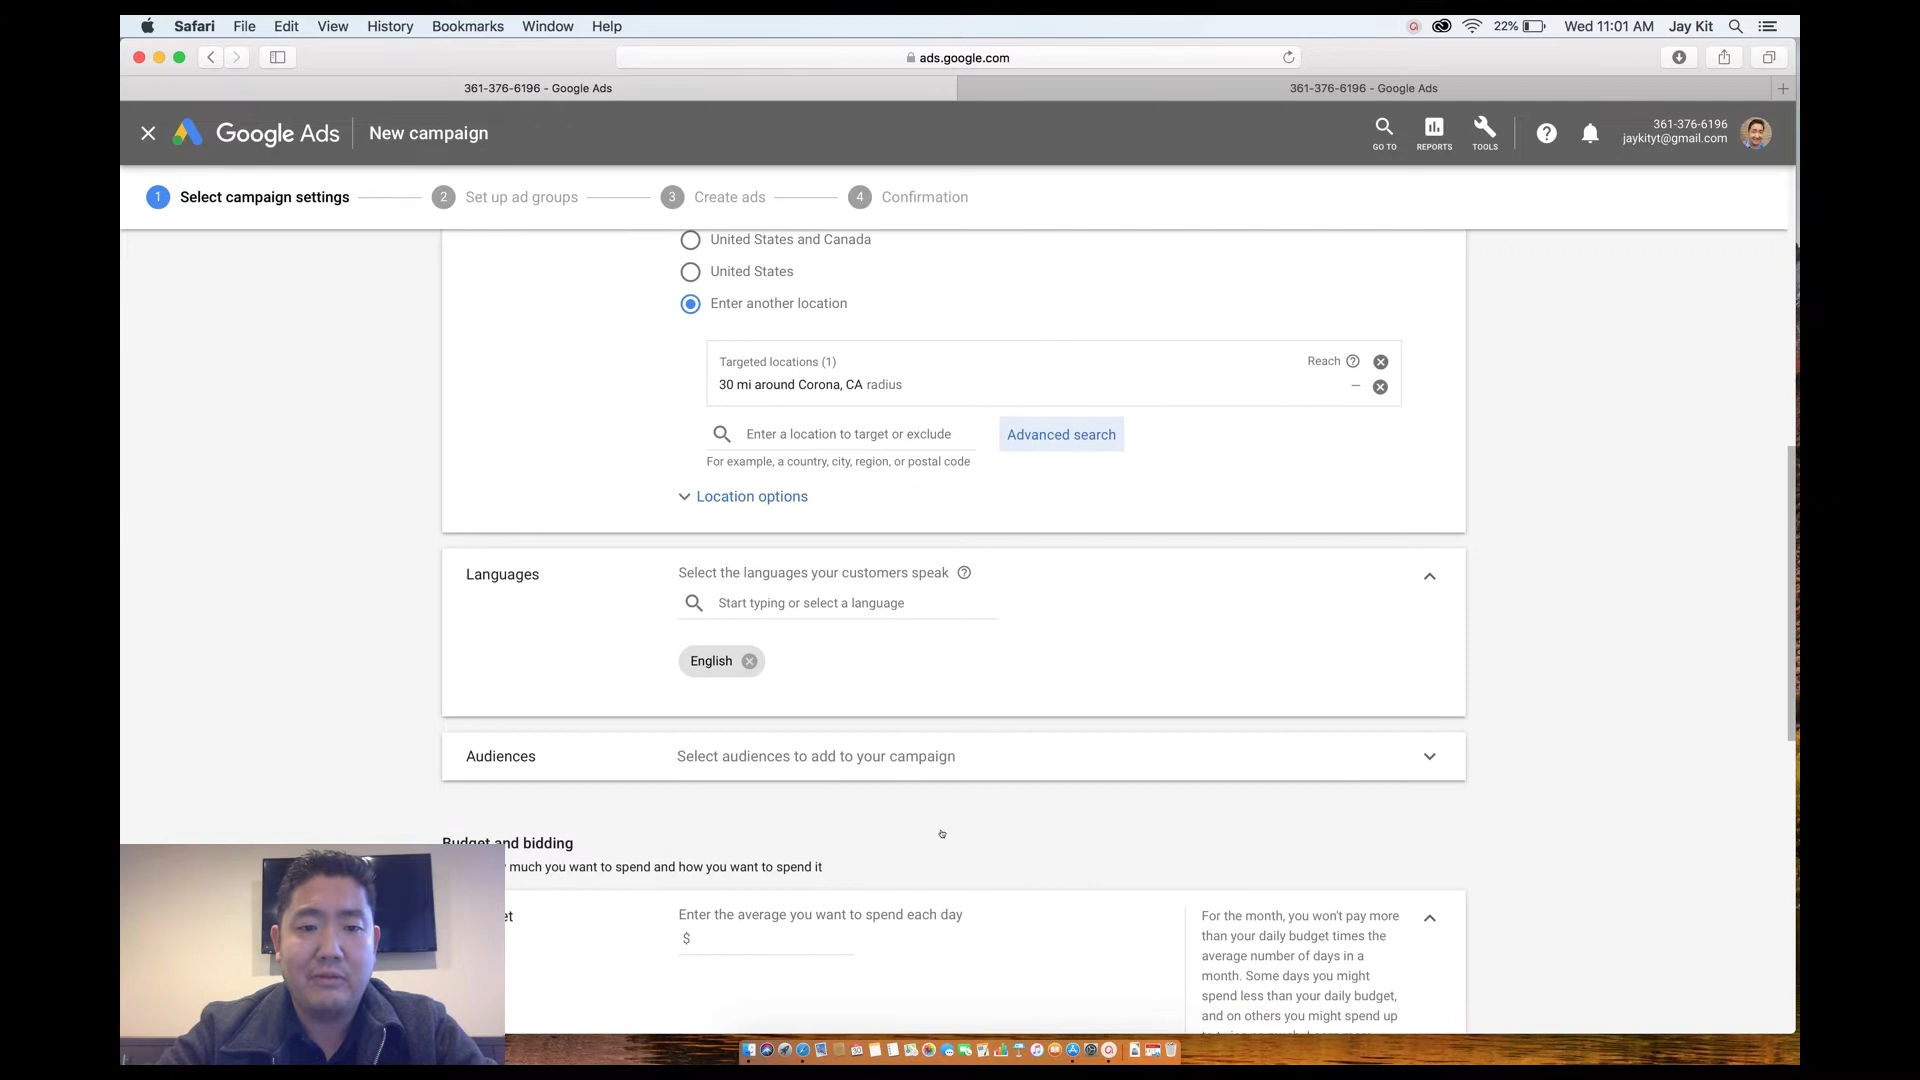 Safari File Edit View History Bookmarks Window Help 22% Wed 11:01 AM Jay Kit
ads.google.com
361-376-6196 - Google Ads 361-376-6196 - Google Ads
Google Ads New campaign GO TO REPORTS TOOLS 361-376-6196
jaykityt@gmail.com
1 Select campaign settings 2 Set up ad groups 3 Create ads 4 Confirmation
United States and Canada
United States
Enter another location
Targeted locations (1) Reach
30 mi around Corona, CA radius –
Enter a location to target or exclude Advanced search
For example, a country, city, region, or postal code
Location options
Languages Select the languages your customers speak
Start typing or select a language
English
Audiences Select audiences to add to your campaign
Budget and bidding
much you want to spend and how you want to spend it
Enter the average you want to spend each day
$
For the month, you won't pay more
than your daily budget times the
average number of days in a
month. Some days you might
spend less than your daily budget,
and on others you might spend up